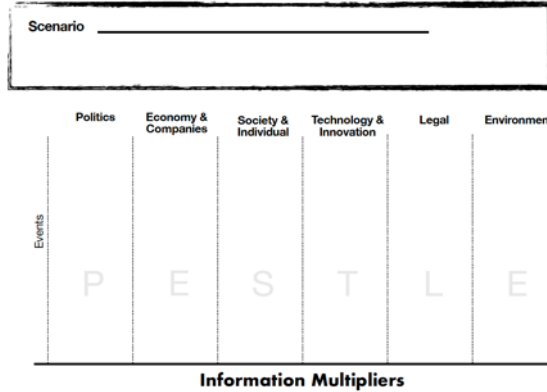 Scenario
Politics
Economy &
Companies
Society &
Individual
Technology &
Innovation
Legal
Environmen
Events
P E S T L E
Information Multipliers